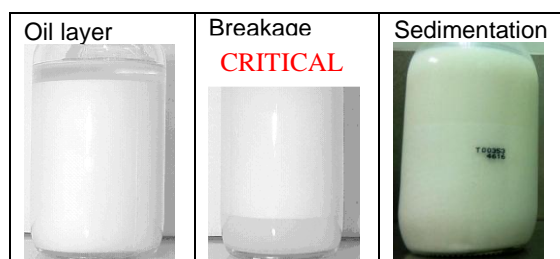 Oil layer
Breakage
CRITICAL
Sedimentation
T00353
4616